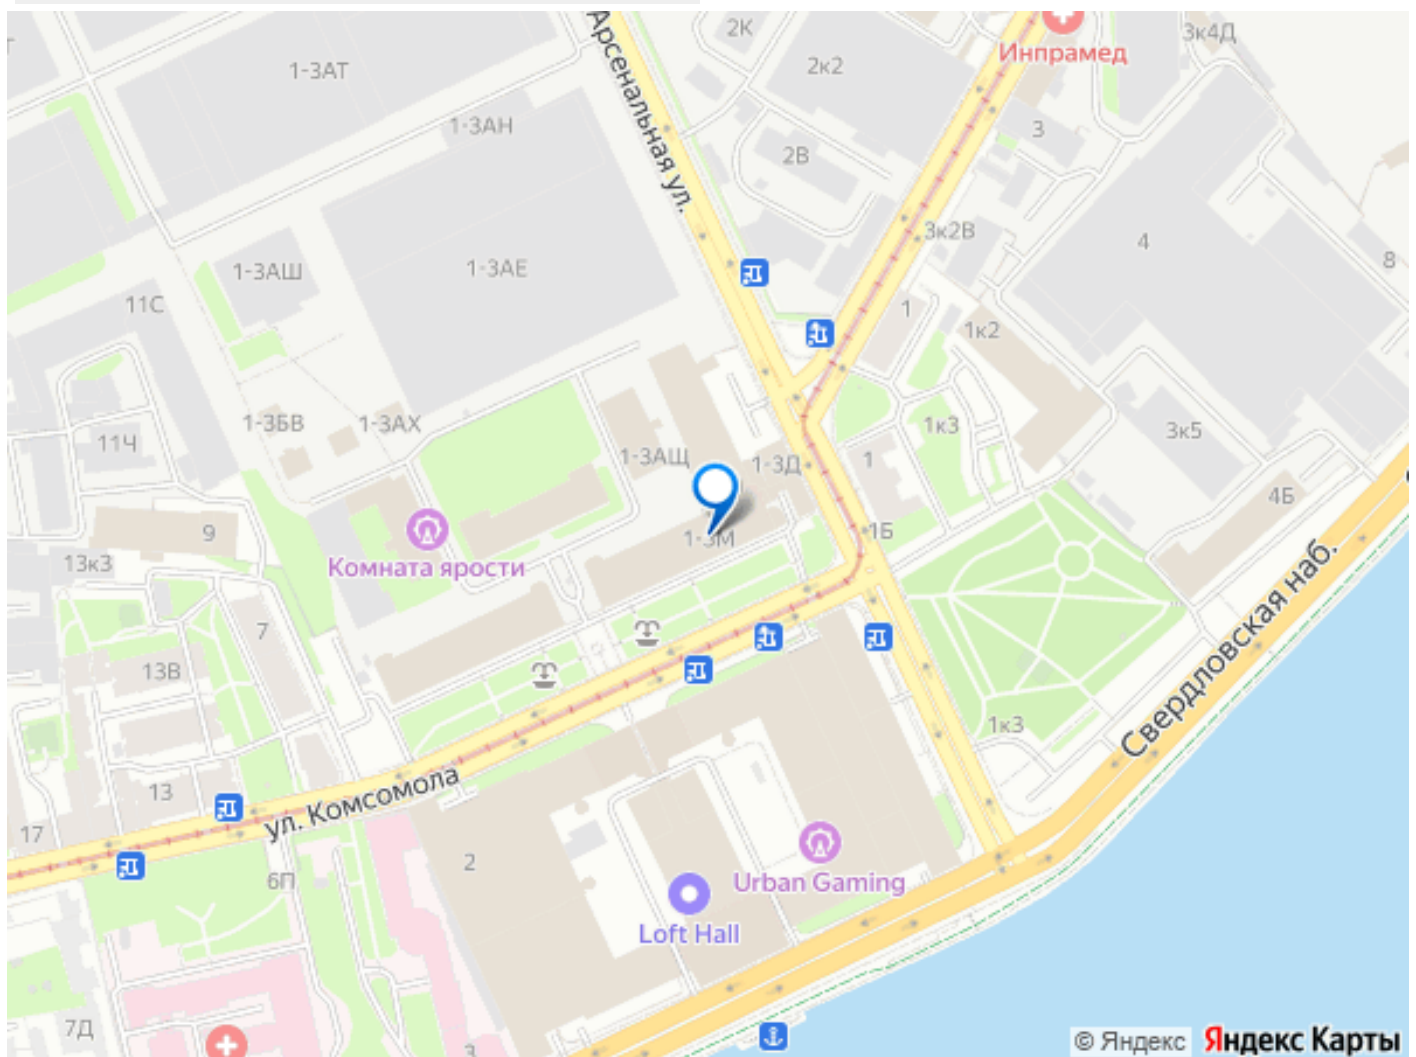 2К
3к4Д
Инпрамед
1-3АТ
2к2
Арсенальная ул.
1-3АН
3
2В
3к2В
4
8
1-3АШ
1-3АЕ
11С
1
1к2
1-3БВ
1-3АХ
1к3
3к5
11Ч
1-3АЩ
1-3Д
1
4Б
9
1-3М
1Б
13к3
Комната ярости
Свердловская наб.
7
13В
1к3
13
ул. Комсомола
17
2
6П
Urban Gaming
Loft Hall
7Д
3
© Яндекс Яндекс Карты